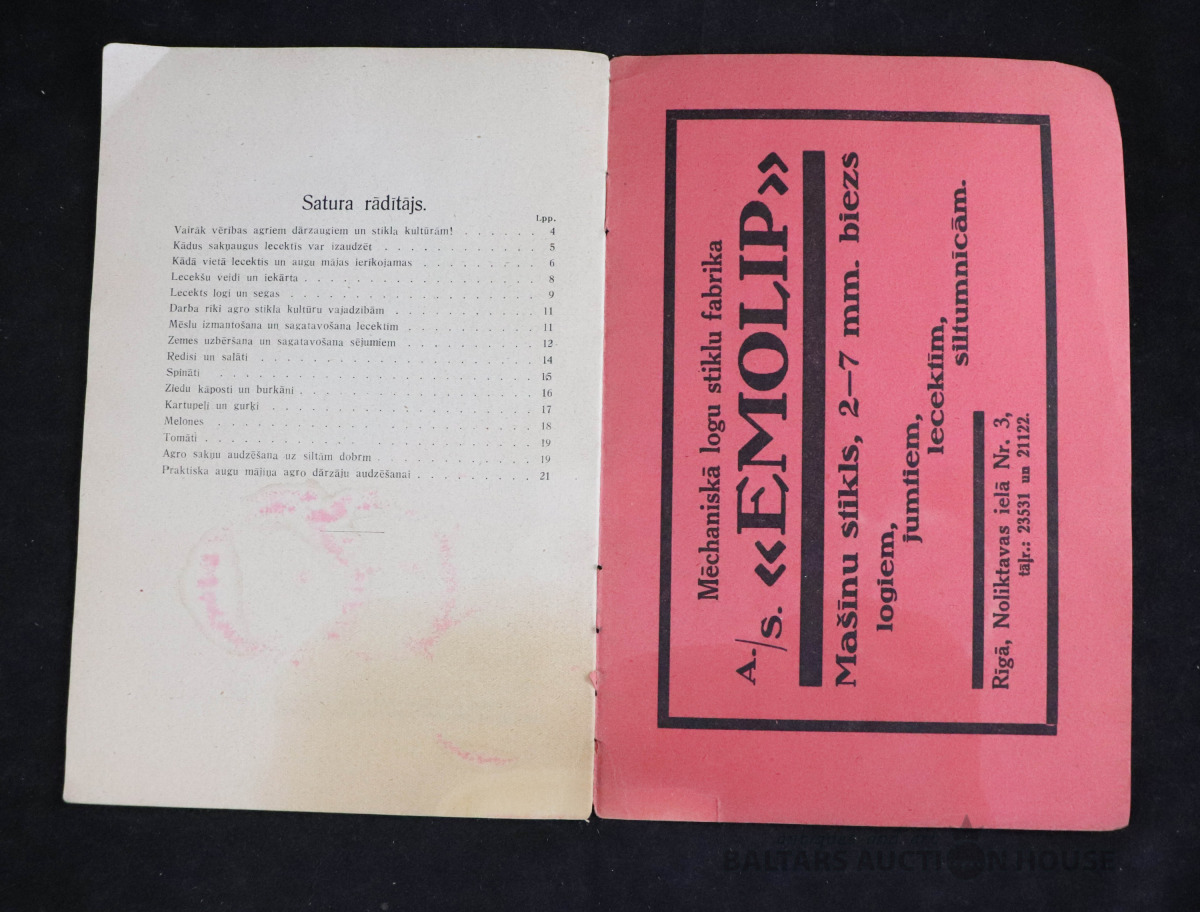 Satura rādītājs.
Lpp.
Vairāk vērības agriem dārzaugiem un stikla kultūrām! . . . . . . 4
Kādus sakņaugus lecektīs var izaudzēt . . . . . . . . . . . 5
Kādā vietā lecektis un augu mājas ierīkojamas . . . . . . . . 6
Lecekšu veidi un iekārta . . . . . . . . . . . . . . . . 8
Lecekts logi un segas . . . . . . . . . . . . . . . . . 9
Darba rīki agro stikla kultūru vajadzībām . . . . . . . . . . 11
Mēslu izmantošana un sagatavošana lecektīm . . . . . . . . . 11
Zemes uzbēršana un sagatavošana sējumiem . . . . . . . . . 12
Redisi un salāti . . . . . . . . . . . . . . . . . . . 14
Spināti . . . . . . . . . . . . . . . . . . . . . . 15
Ziedu kāposti un burkāni . . . . . . . . . . . . . . . . 16
Kartupeļi un gurķi . . . . . . . . . . . . . . . . . . 17
Melones . . . . . . . . . . . . . . . . . . . . . . 18
Tomāti . . . . . . . . . . . . . . . . . . . . . . 19
Agro sakņu audzēšana uz siltām dobēm . . . . . . . . . . . 19
Praktiska augu mājiņa agro dārzāju audzēšanai . . . . . . . . . 21
Mēchaniskā logu stiklu fabrika
A-/s. «EMOLIP»
Mašīnu stikls, 2—7 mm. biezs
logiem,
jumtiem,
lecektīm,
siltumnīcām.
Rīgā, Noliktavas ielā Nr. 3,
tāļr.: 23531 un 21122.
BALTARS AUCTION HOUSE